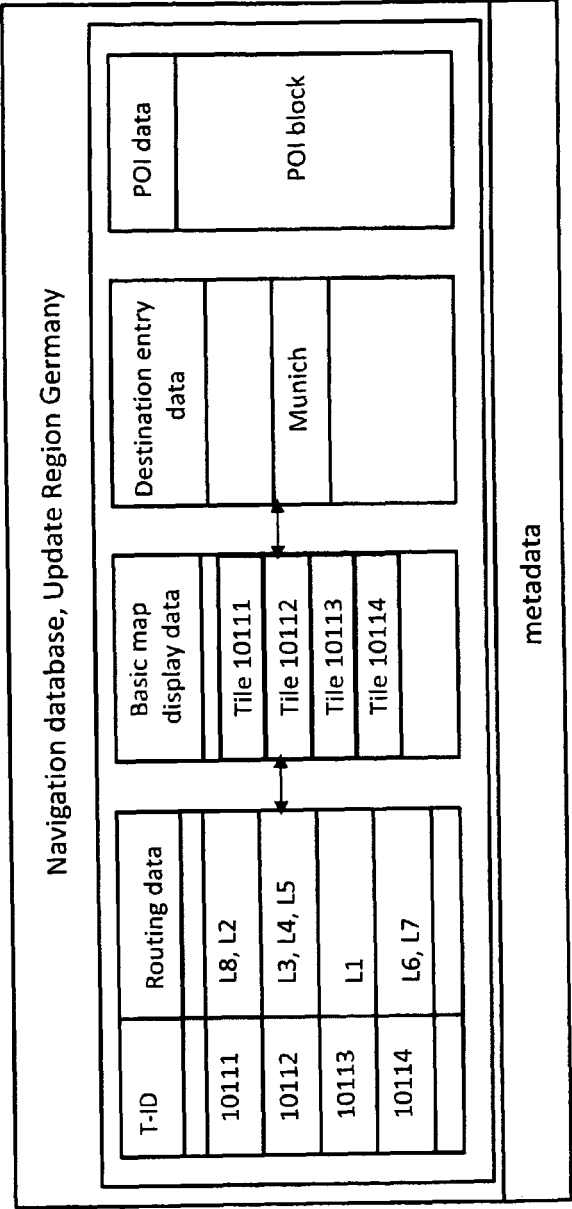 Navigation database, Update Region Germany
T-ID
Routing data
10111
L8, L2
10112
L3, L4, L5
10113
L1
10114
L6, L7
Basic map
display data
Tile 10111
Tile 10112
Tile 10113
Tile 10114
Destination entry
data
Munich
POI data
POI block
metadata